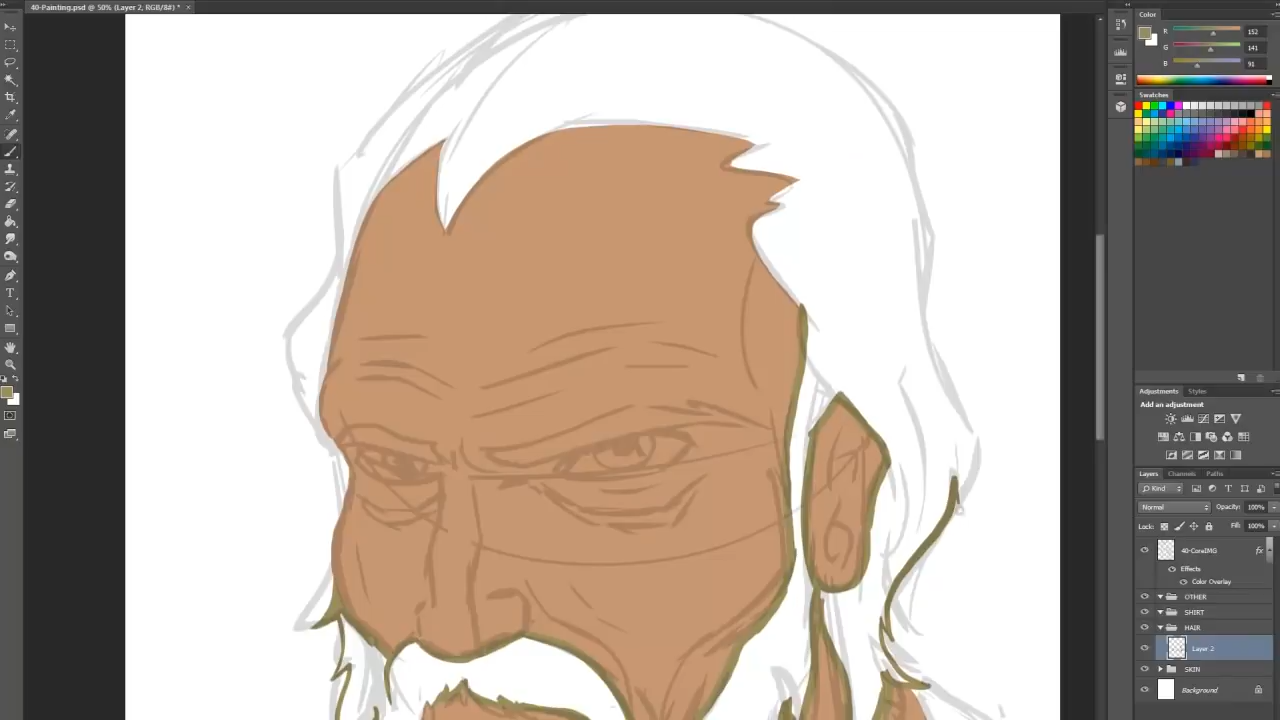 40-Painting.psd @ 50% (Layer 2, RGB/8#) * ×
Color
R 152
G 141
B 91
Swatches
Adjustments Styles
Add an adjustment
Layers Channels Paths
Kind
Normal Opacity: 100%
Lock: Fill: 100%
40-CoreIMG fx
Effects
Color Overlay
OTHER
SHIRT
HAIR
Layer 2
SKIN
Background